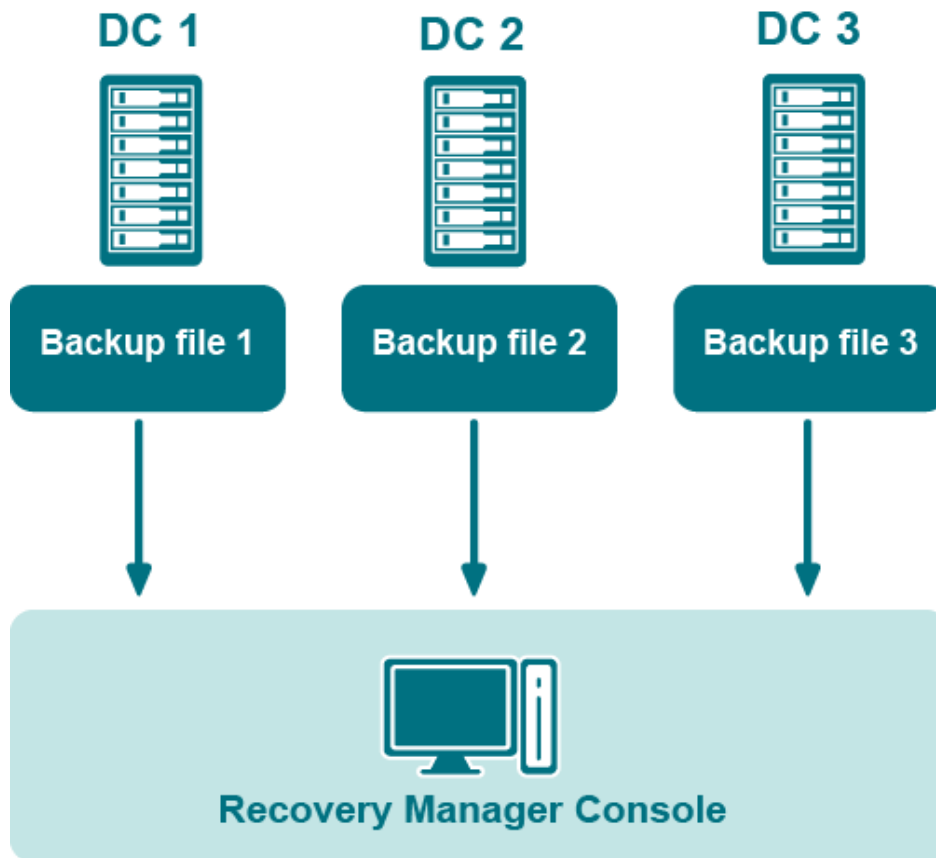 DC 1
DC 2
DC 3
Backup file 1
Backup file 2
Backup file 3
Recovery Manager Console